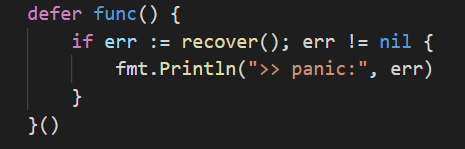 defer func() {
    if err := recover(); err != nil {
        fmt.Println(">> panic:", err)
    }
}()